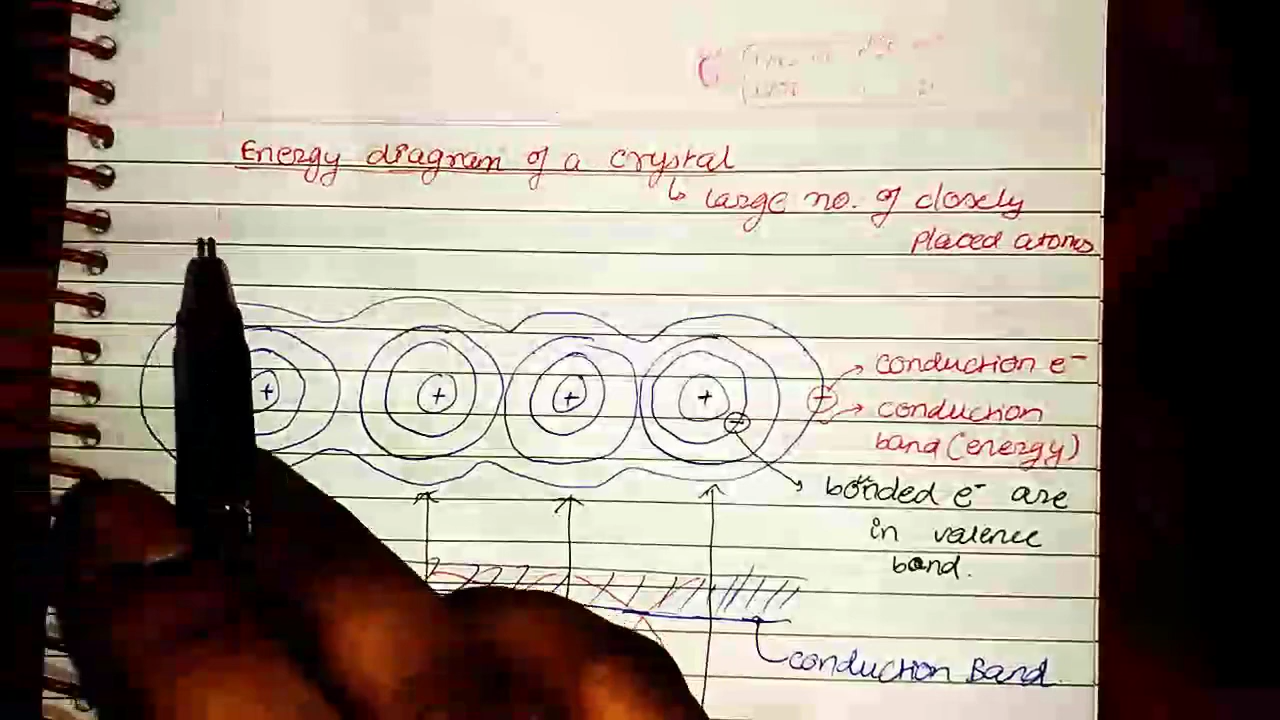 Energy diagram of a crystal
↳ large no. of closely
placed atoms
+ + + +
conduction e⁻
conduction
band (energy)
bonded e⁻ are
in valence
band.
conduction Band